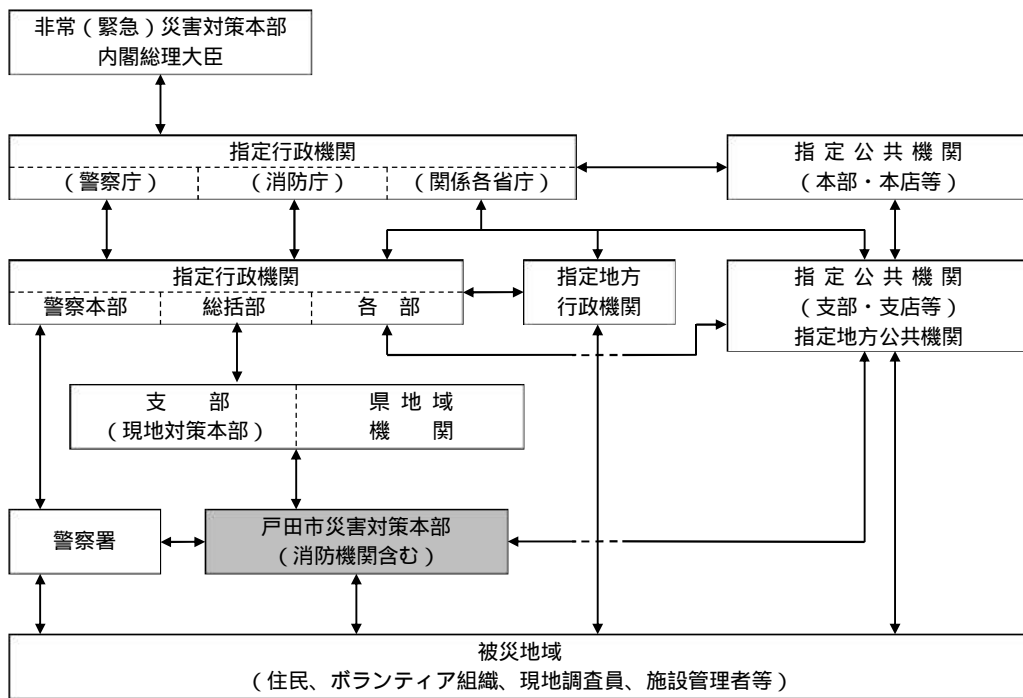 非常（緊急）災害対策本部
内閣総理大臣
指定行政機関
（警察庁）
（消防庁）
（関係各省庁）
指 定 公 共 機 関
（本部・本店等）
指定行政機関
警察本部
総括部
各　部
指定地方
行政機関
指 定 公 共 機 関
（支部・支店等）
指定地方公共機関
支　　部
（現地対策本部）
県 地 域
機　　関
警察署
戸田市災害対策本部
（消防機関含む）
被災地域
（住民、ボランティア組織、現地調査員、施設管理者等）